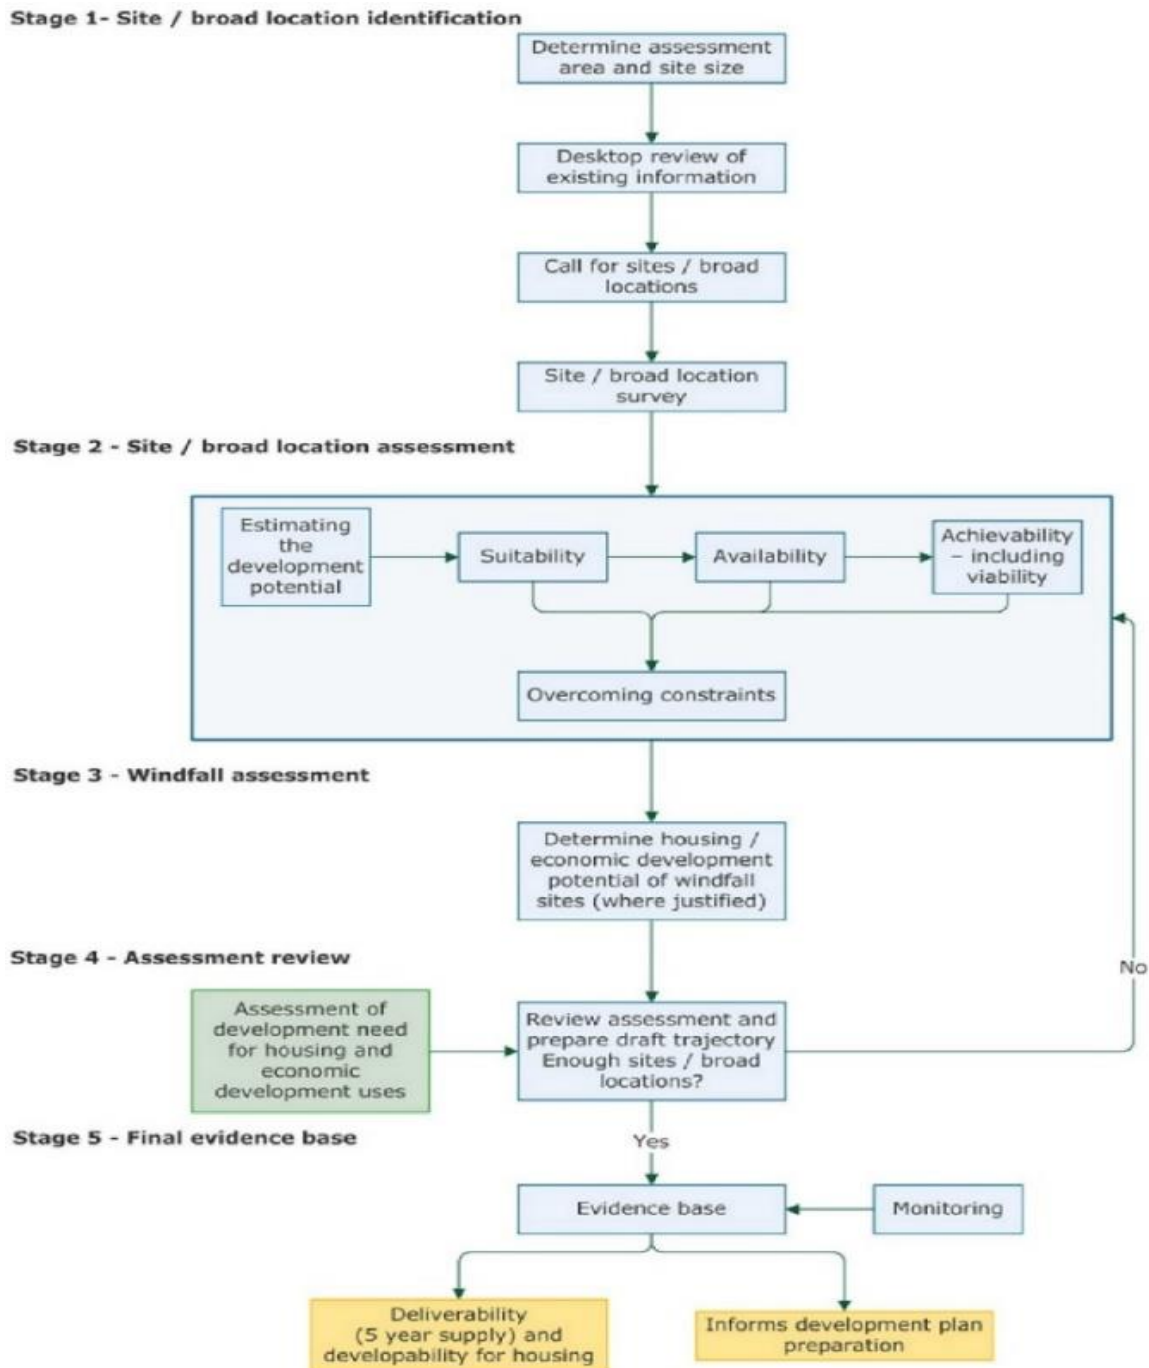 Stage 1- Site / broad location identification
Determine assessment
area and site size
Desktop review of
existing information
Call for sites / broad
locations
Site / broad location
survey
Stage 2 - Site / broad location assessment
Estimating
the
development
potential
Suitability
Availability
Achievability
– including
viability
Overcoming constraints
Stage 3 - Windfall assessment
Determine housing /
economic development
potential of windfall
sites (where justified)
Stage 4 - Assessment review
Assessment of
development need
for housing and
economic
development uses
Review assessment and
prepare draft trajectory
Enough sites / broad
locations?
No
Stage 5 - Final evidence base
Yes
Evidence base
Monitoring
Deliverability
(5 year supply) and
developability for housing
Informs development plan
preparation